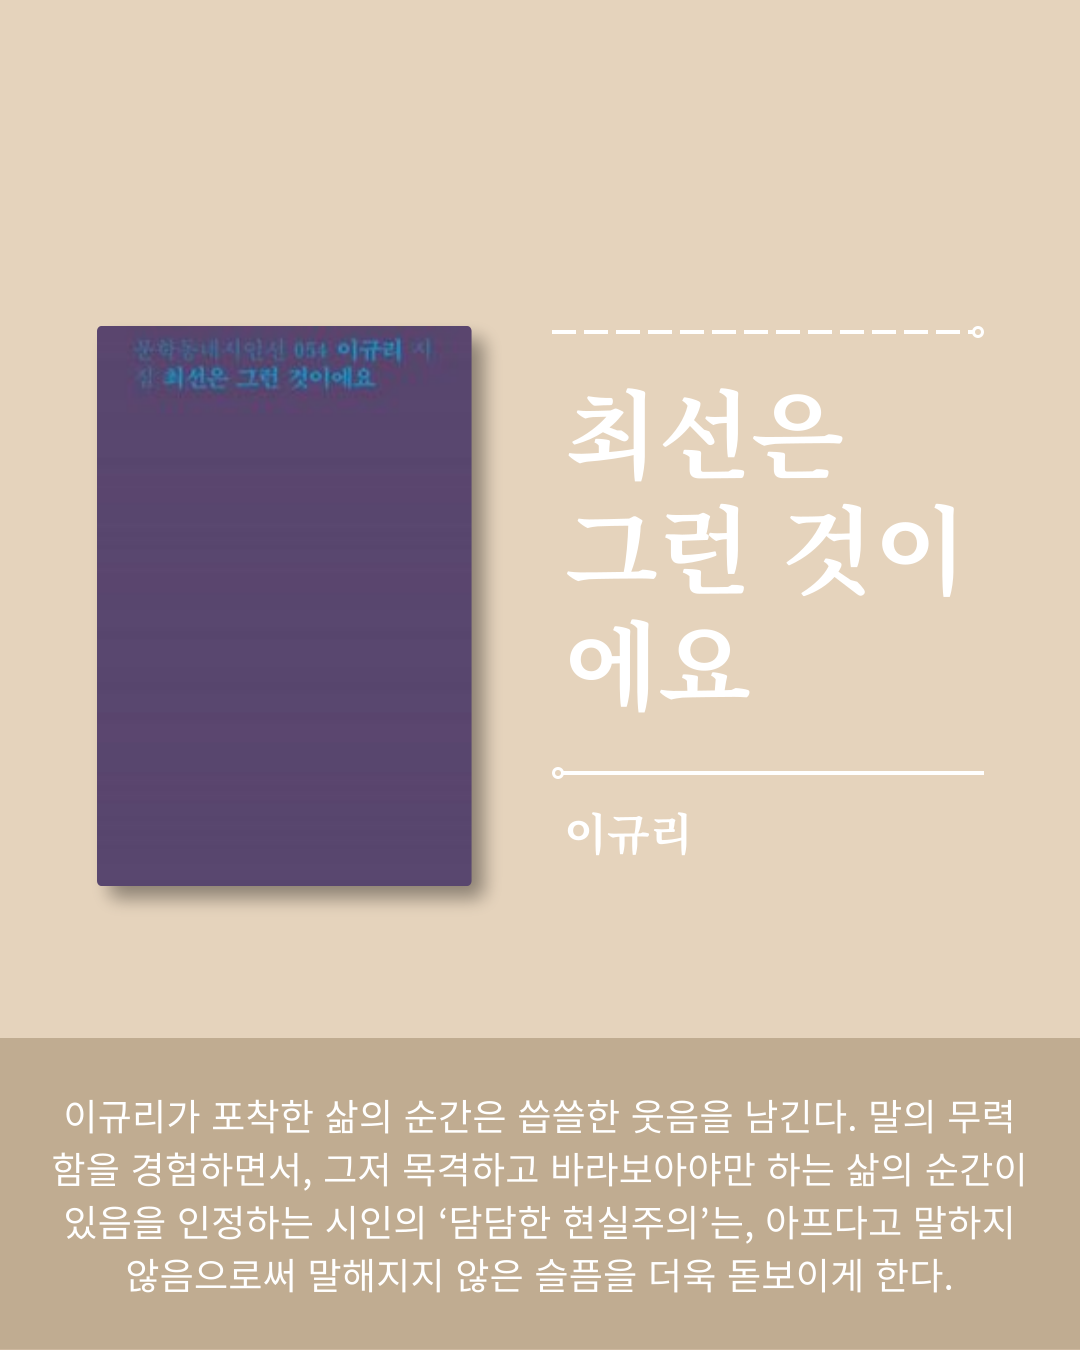 문학동네시인선 054 이규리 시
집 최선은 그런 것이에요
최선은
그런 것이
에요
이규리
이규리가 포착한 삶의 순간은 씁쓸한 웃음을 남긴다. 말의 무력
함을 경험하면서, 그저 목격하고 바라보아야만 하는 삶의 순간이
있음을 인정하는 시인의 ‘담담한 현실주의’는, 아프다고 말하지
않음으로써 말해지지 않은 슬픔을 더욱 돋보이게 한다.